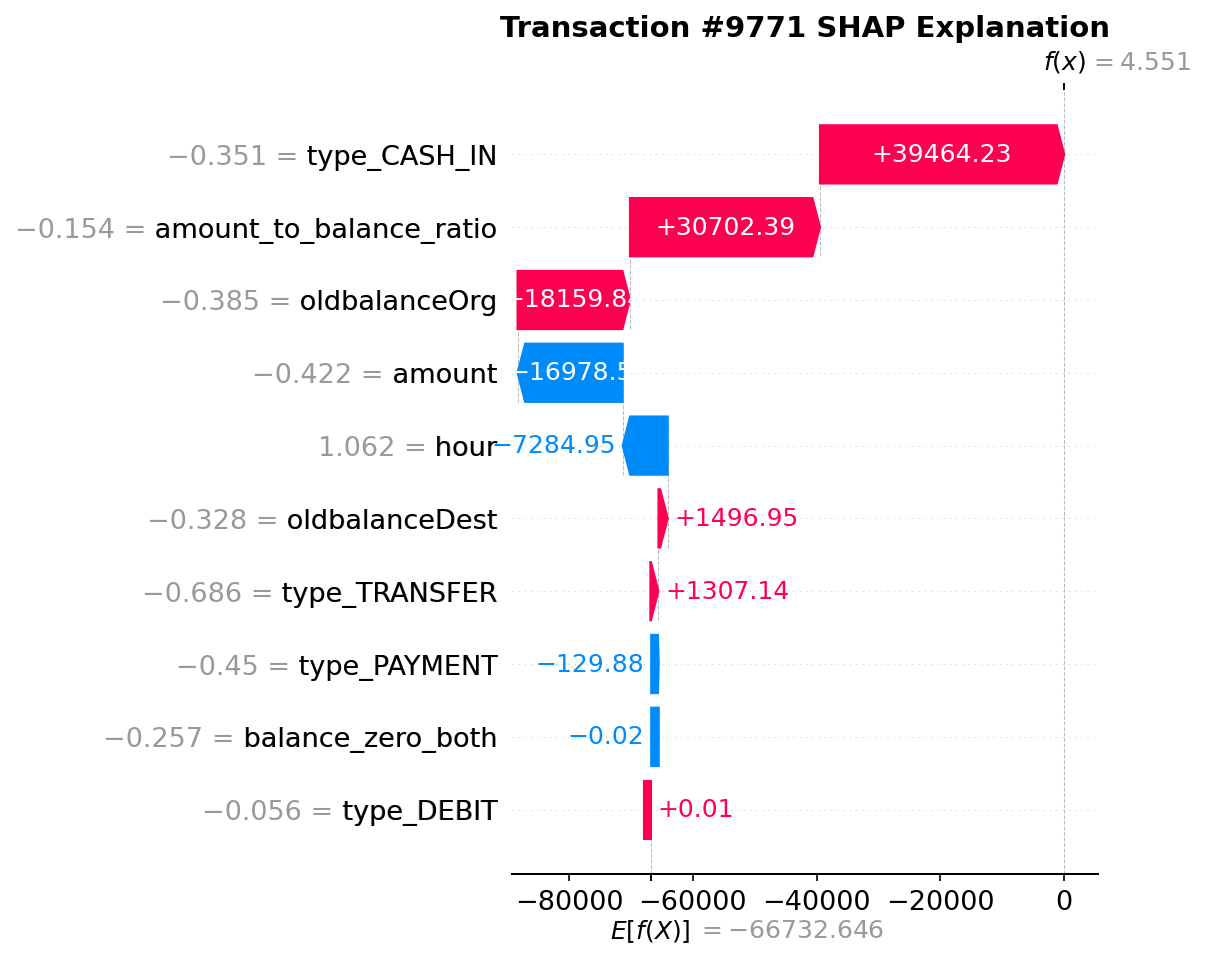 Transaction #9771 SHAP Explanation
f(x) = 4.551
−0.351 = type_CASH_IN +39464.23
−0.154 = amount_to_balance_ratio +30702.39
−0.385 = oldbalanceOrg
−0.422 = amount −16978.5
1.062 = hour −7284.95
−0.328 = oldbalanceDest +1496.95
−0.686 = type_TRANSFER +1307.14
−0.45 = type_PAYMENT −129.88
−0.257 = balance_zero_both −0.02
−0.056 = type_DEBIT +0.01
−80000 −60000 −40000 −20000 0
E[f(X)] = −66732.646